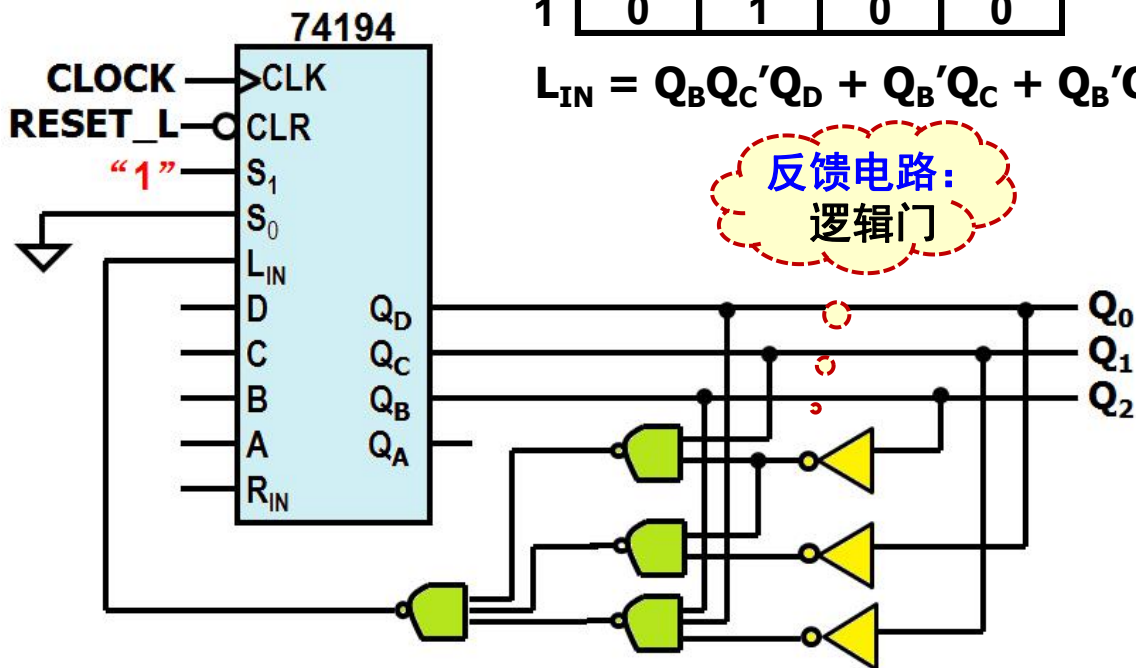 1 0 1 0 0
74194
L_IN = Q_BQ_C′Q_D + Q_B′Q_C + Q_B′
CLOCK CLK
RESET_L CLR
“1” S₁
S₀
L_IN
D Q_D
C Q_C
B Q_B
A Q_A
R_IN
反馈电路：
逻辑门
Q₀
Q₁
Q₂